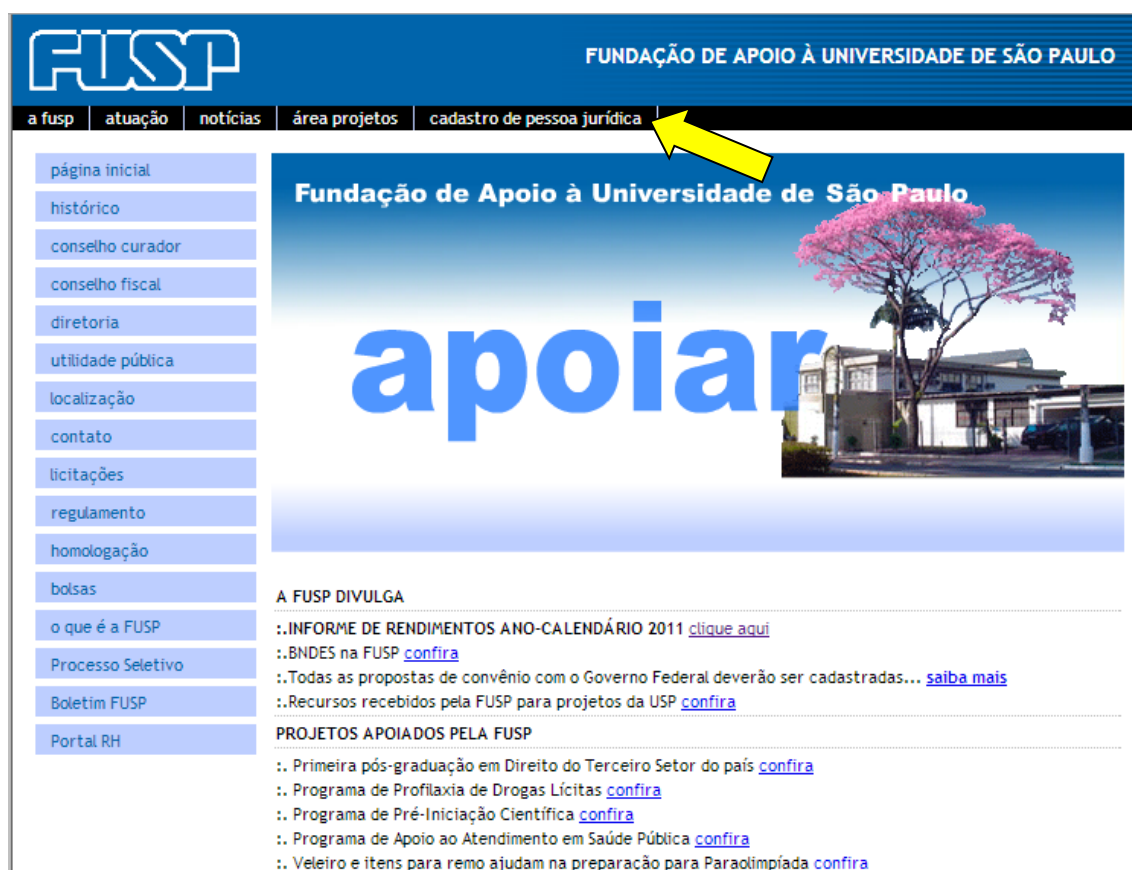 FUSP
FUNDAÇÃO DE APOIO À UNIVERSIDADE DE SÃO PAULO
a fusp atuação notícias área projetos cadastro de pessoa jurídica
página inicial
histórico
conselho curador
conselho fiscal
diretoria
utilidade pública
localização
contato
licitações
regulamento
homologação
bolsas
o que é a FUSP
Processo Seletivo
Boletim FUSP
Portal RH
Fundação de Apoio à Universidade de São Paulo
apoiar
A FUSP DIVULGA
:.INFORME DE RENDIMENTOS ANO-CALENDÁRIO 2011 clique aqui
:.BNDES na FUSP confira
:.Todas as propostas de convênio com o Governo Federal deverão ser cadastradas... saiba mais
:.Recursos recebidos pela FUSP para projetos da USP confira
PROJETOS APOIADOS PELA FUSP
:. Primeira pós-graduação em Direito do Terceiro Setor do país confira
:. Programa de Profilaxia de Drogas Lícitas confira
:. Programa de Pré-Iniciação Científica confira
:. Programa de Apoio ao Atendimento em Saúde Pública confira
:. Veleiro e itens para remo ajudam na preparação para Paraolimpíada confira